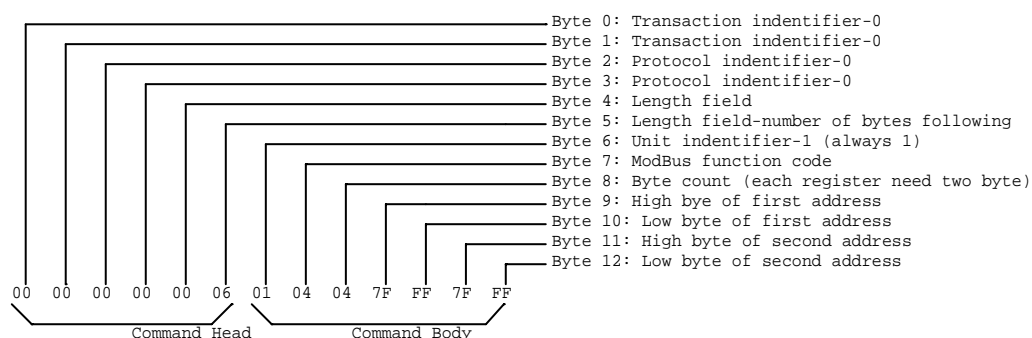 Byte 0: Transaction indentifier-0
Byte 1: Transaction indentifier-0
Byte 2: Protocol indentifier-0
Byte 3: Protocol indentifier-0
Byte 4: Length field
Byte 5: Length field-number of bytes following
Byte 6: Unit indentifier-1 (always 1)
Byte 7: ModBus function code
Byte 8: Byte count (each register need two byte)
Byte 9: High bye of first address
Byte 10: Low byte of first address
Byte 11: High byte of second address
Byte 12: Low byte of second address
00 00 00 00 00 06 01 04 04 7F FF 7F FF
Command Head Command Body